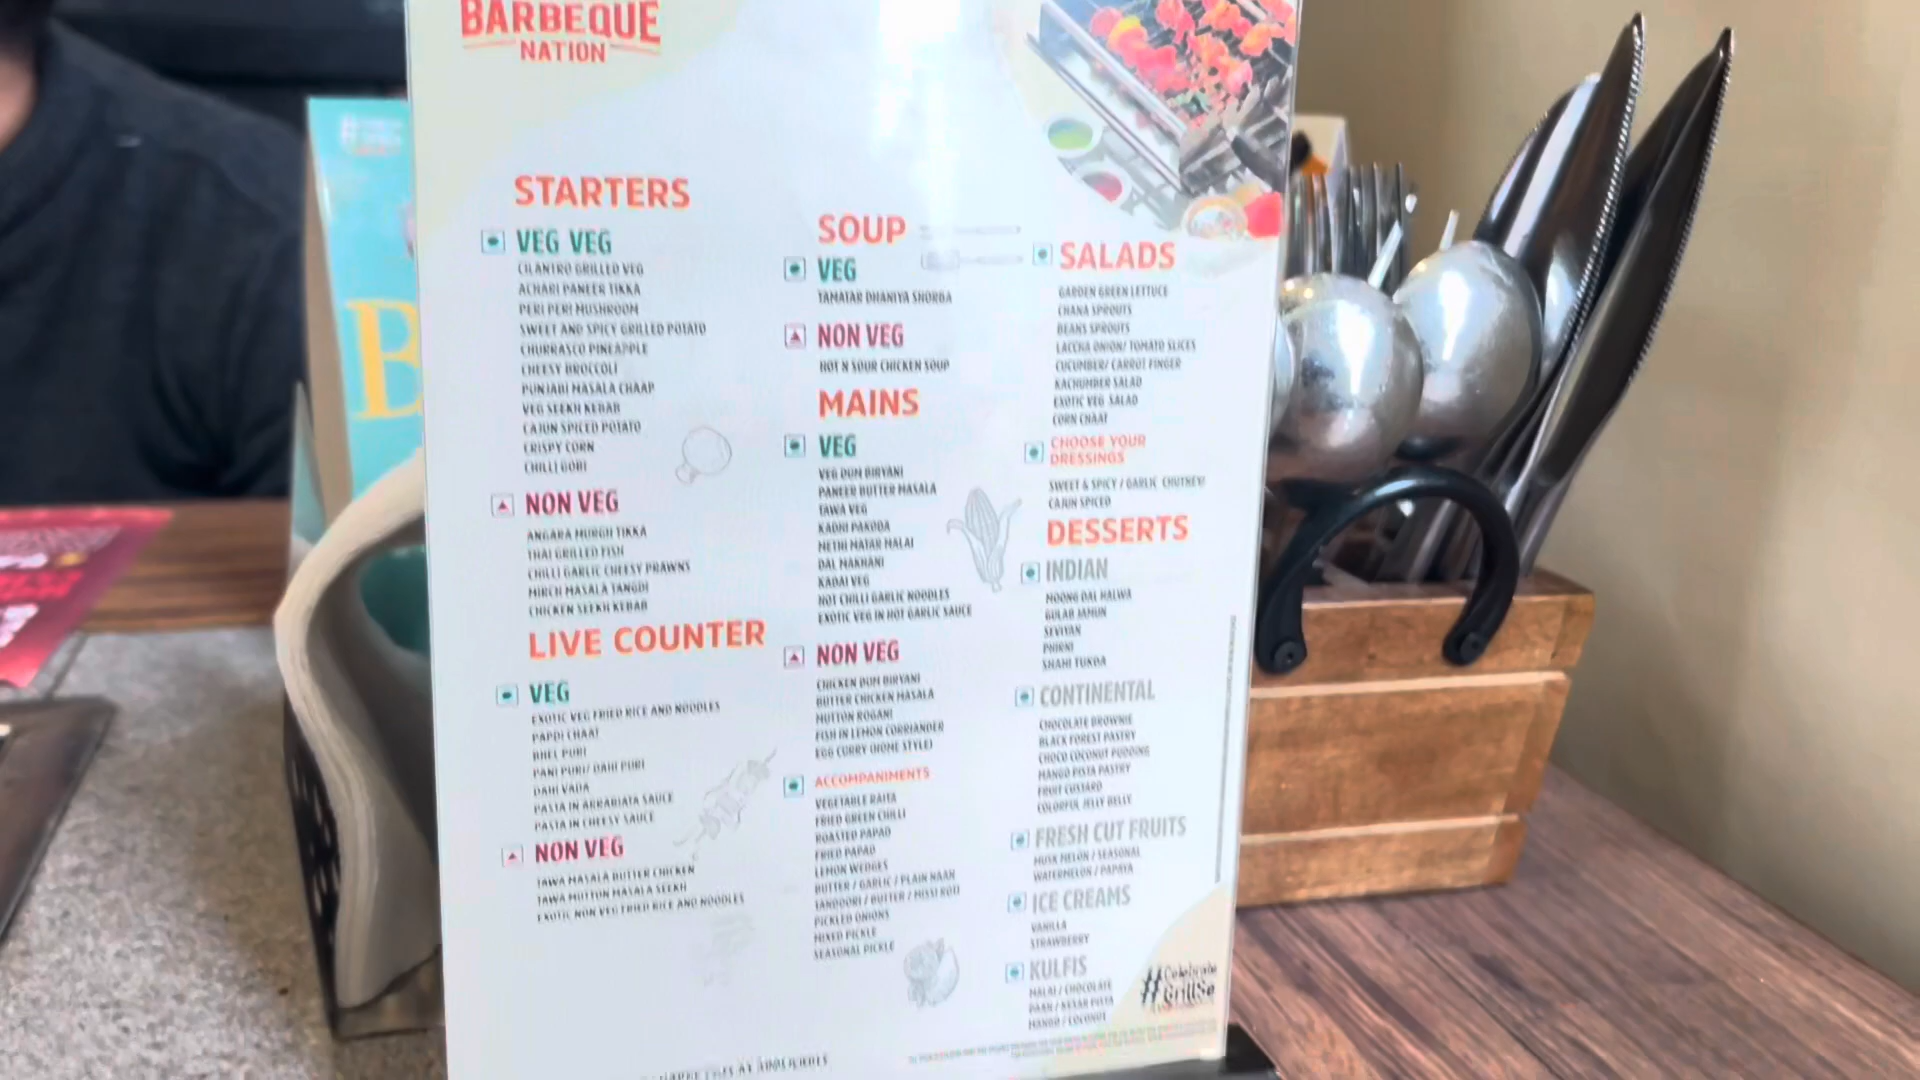 BARBEQUE
NATION
STARTERS
VEG VEG
CILANTRO GRILLED VEG
ACHARI PANEER TIKKA
PERI PERI MUSHROOM
SWEET AND SPICY GRILLED POTATO
CHURRASCO PINEAPPLE
CHEESY BROCCOLI
PUNJABI MASALA CHAAP
VEG SEEKH KEBAB
CAJUN SPICED POTATO
CRISPY CORN
CHILLI GOBI
NON VEG
ANGARA MURGH TIKKA
THAI GRILLED FISH
CHILLI GARLIC CHEESY PRAWNS
MIRCH MASALA TANGDI
CHICKEN SEEKH KEBAB
LIVE COUNTER
VEG
EXOTIC VEG FRIED RICE AND NOODLES
PAPDI CHAAT
BHEL PURI
PANI PURI/ DAHI PURI
DAHI VADA
PASTA IN ARRABIATA SAUCE
PASTA IN CHEESY SAUCE
NON VEG
TAWA MASALA BUTTER CHICKEN
TAWA MUTTON MASALA SEEKH
EXOTIC NON VEG FRIED RICE AND NOODLES
SOUP
VEG
TAMATAR DHANIYA SHORBA
NON VEG
HOT N SOUR CHICKEN SOUP
MAINS
VEG
VEG DUM BIRYANI
PANEER BUTTER MASALA
TAWA VEG
KADHI PAKODA
METHI MATAR MALAI
DAL MAKHANI
KADAI VEG
HOT CHILLI GARLIC NOODLES
EXOTIC VEG IN HOT GARLIC SAUCE
NON VEG
CHICKEN DUM BIRYANI
BUTTER CHICKEN MASALA
MUTTON ROGANI
FISH IN LEMON CORRIANDER
EGG CURRY (HOME STYLE)
ACCOMPANIMENTS
VEGETABLE RAITA
FRIED GREEN CHILLI
ROASTED PAPAD
FRIED PAPAD
LEMON WEDGES
BUTTER / GARLIC / PLAIN NAAN
TANDOORI / BUTTER / MISSI ROTI
PICKLED ONIONS
MIXED PICKLE
SEASONAL PICKLE
SALADS
GARDEN GREEN LETTUCE
CHANA SPROUTS
BEANS SPROUTS
LACCHA ONION/ TOMATO SLICES
CUCUMBER/ CARROT FINGER
KACHUMBER SALAD
EXOTIC VEG SALAD
CORN CHAAT
CHOOSE YOUR
DRESSINGS
SWEET & SPICY / GARLIC CHUTNEY/
CAJUN SPICED
DESSERTS
INDIAN
MOONG DAL HALWA
GULAB JAMUN
SEVIYAN
PHIRNI
SHAHI TUKDA
CONTINENTAL
CHOCOLATE BROWNIE
BLACK FOREST PASTRY
CHOCO COCONUT PUDDING
MANGO PISTA PASTRY
FRUIT CUSTARD
COLORFUL JELLY BELLY
FRESH CUT FRUITS
MUSK MELON / SEASONAL
WATERMELON / PAPAYA
ICE CREAMS
VANILLA
STRAWBERRY
KULFIS
MALAI / CHOCOLATE
PAAN / KESAR PISTA
MANGO / COCONUT
B